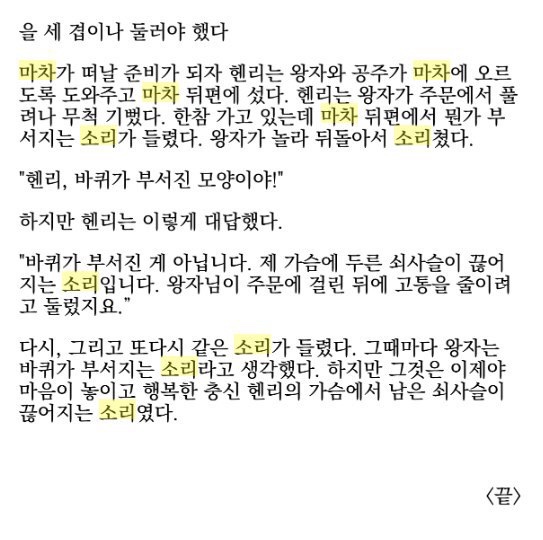 을 세 겹이나 둘러야 했다
마차가 떠날 준비가 되자 헨리는 왕자와 공주가 마차에 오르
도록 도와주고 마차 뒤편에 섰다. 헨리는 왕자가 주문에서 풀
려나 무척 기뻤다. 한참 가고 있는데 마차 뒤편에서 뭔가 부
서지는 소리가 들렸다. 왕자가 놀라 뒤돌아서 소리쳤다.
"헨리, 바퀴가 부서진 모양이야!"
하지만 헨리는 이렇게 대답했다.
"바퀴가 부서진 게 아닙니다. 제 가슴에 두른 쇠사슬이 끊어
지는 소리입니다. 왕자님이 주문에 걸린 뒤에 고통을 줄이려
고 둘렀지요."
다시, 그리고 또다시 같은 소리가 들렸다. 그때마다 왕자는
바퀴가 부서지는 소리라고 생각했다. 하지만 그것은 이제야
마음이 놓이고 행복한 충신 헨리의 가슴에서 남은 쇠사슬이
끊어지는 소리였다.
〈끝〉